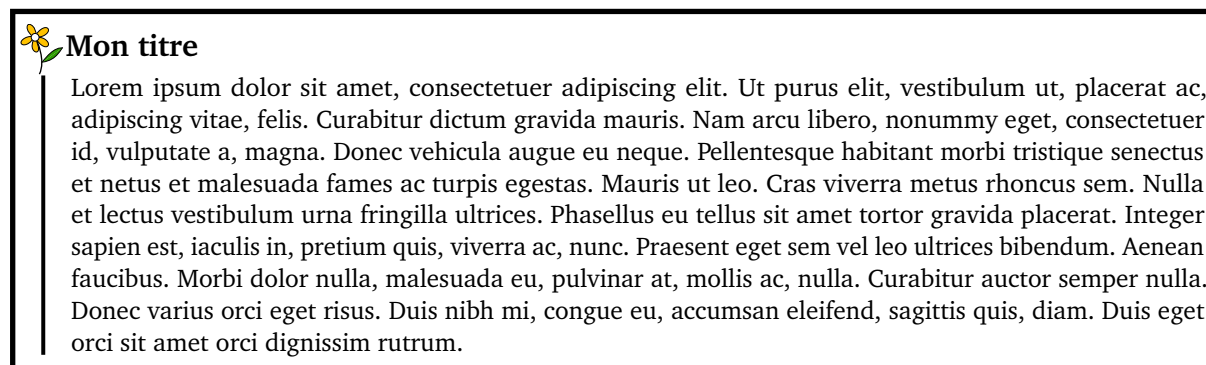 Mon titre
Lorem ipsum dolor sit amet, consectetuer adipiscing elit. Ut purus elit, vestibulum ut, placerat ac,
adipiscing vitae, felis. Curabitur dictum gravida mauris. Nam arcu libero, nonummy eget, consectetuer
id, vulputate a, magna. Donec vehicula augue eu neque. Pellentesque habitant morbi tristique senectus
et netus et malesuada fames ac turpis egestas. Mauris ut leo. Cras viverra metus rhoncus sem. Nulla
et lectus vestibulum urna fringilla ultrices. Phasellus eu tellus sit amet tortor gravida placerat. Integer
sapien est, iaculis in, pretium quis, viverra ac, nunc. Praesent eget sem vel leo ultrices bibendum. Aenean
faucibus. Morbi dolor nulla, malesuada eu, pulvinar at, mollis ac, nulla. Curabitur auctor semper nulla.
Donec varius orci eget risus. Duis nibh mi, congue eu, accumsan eleifend, sagittis quis, diam. Duis eget
orci sit amet orci dignissim rutrum.